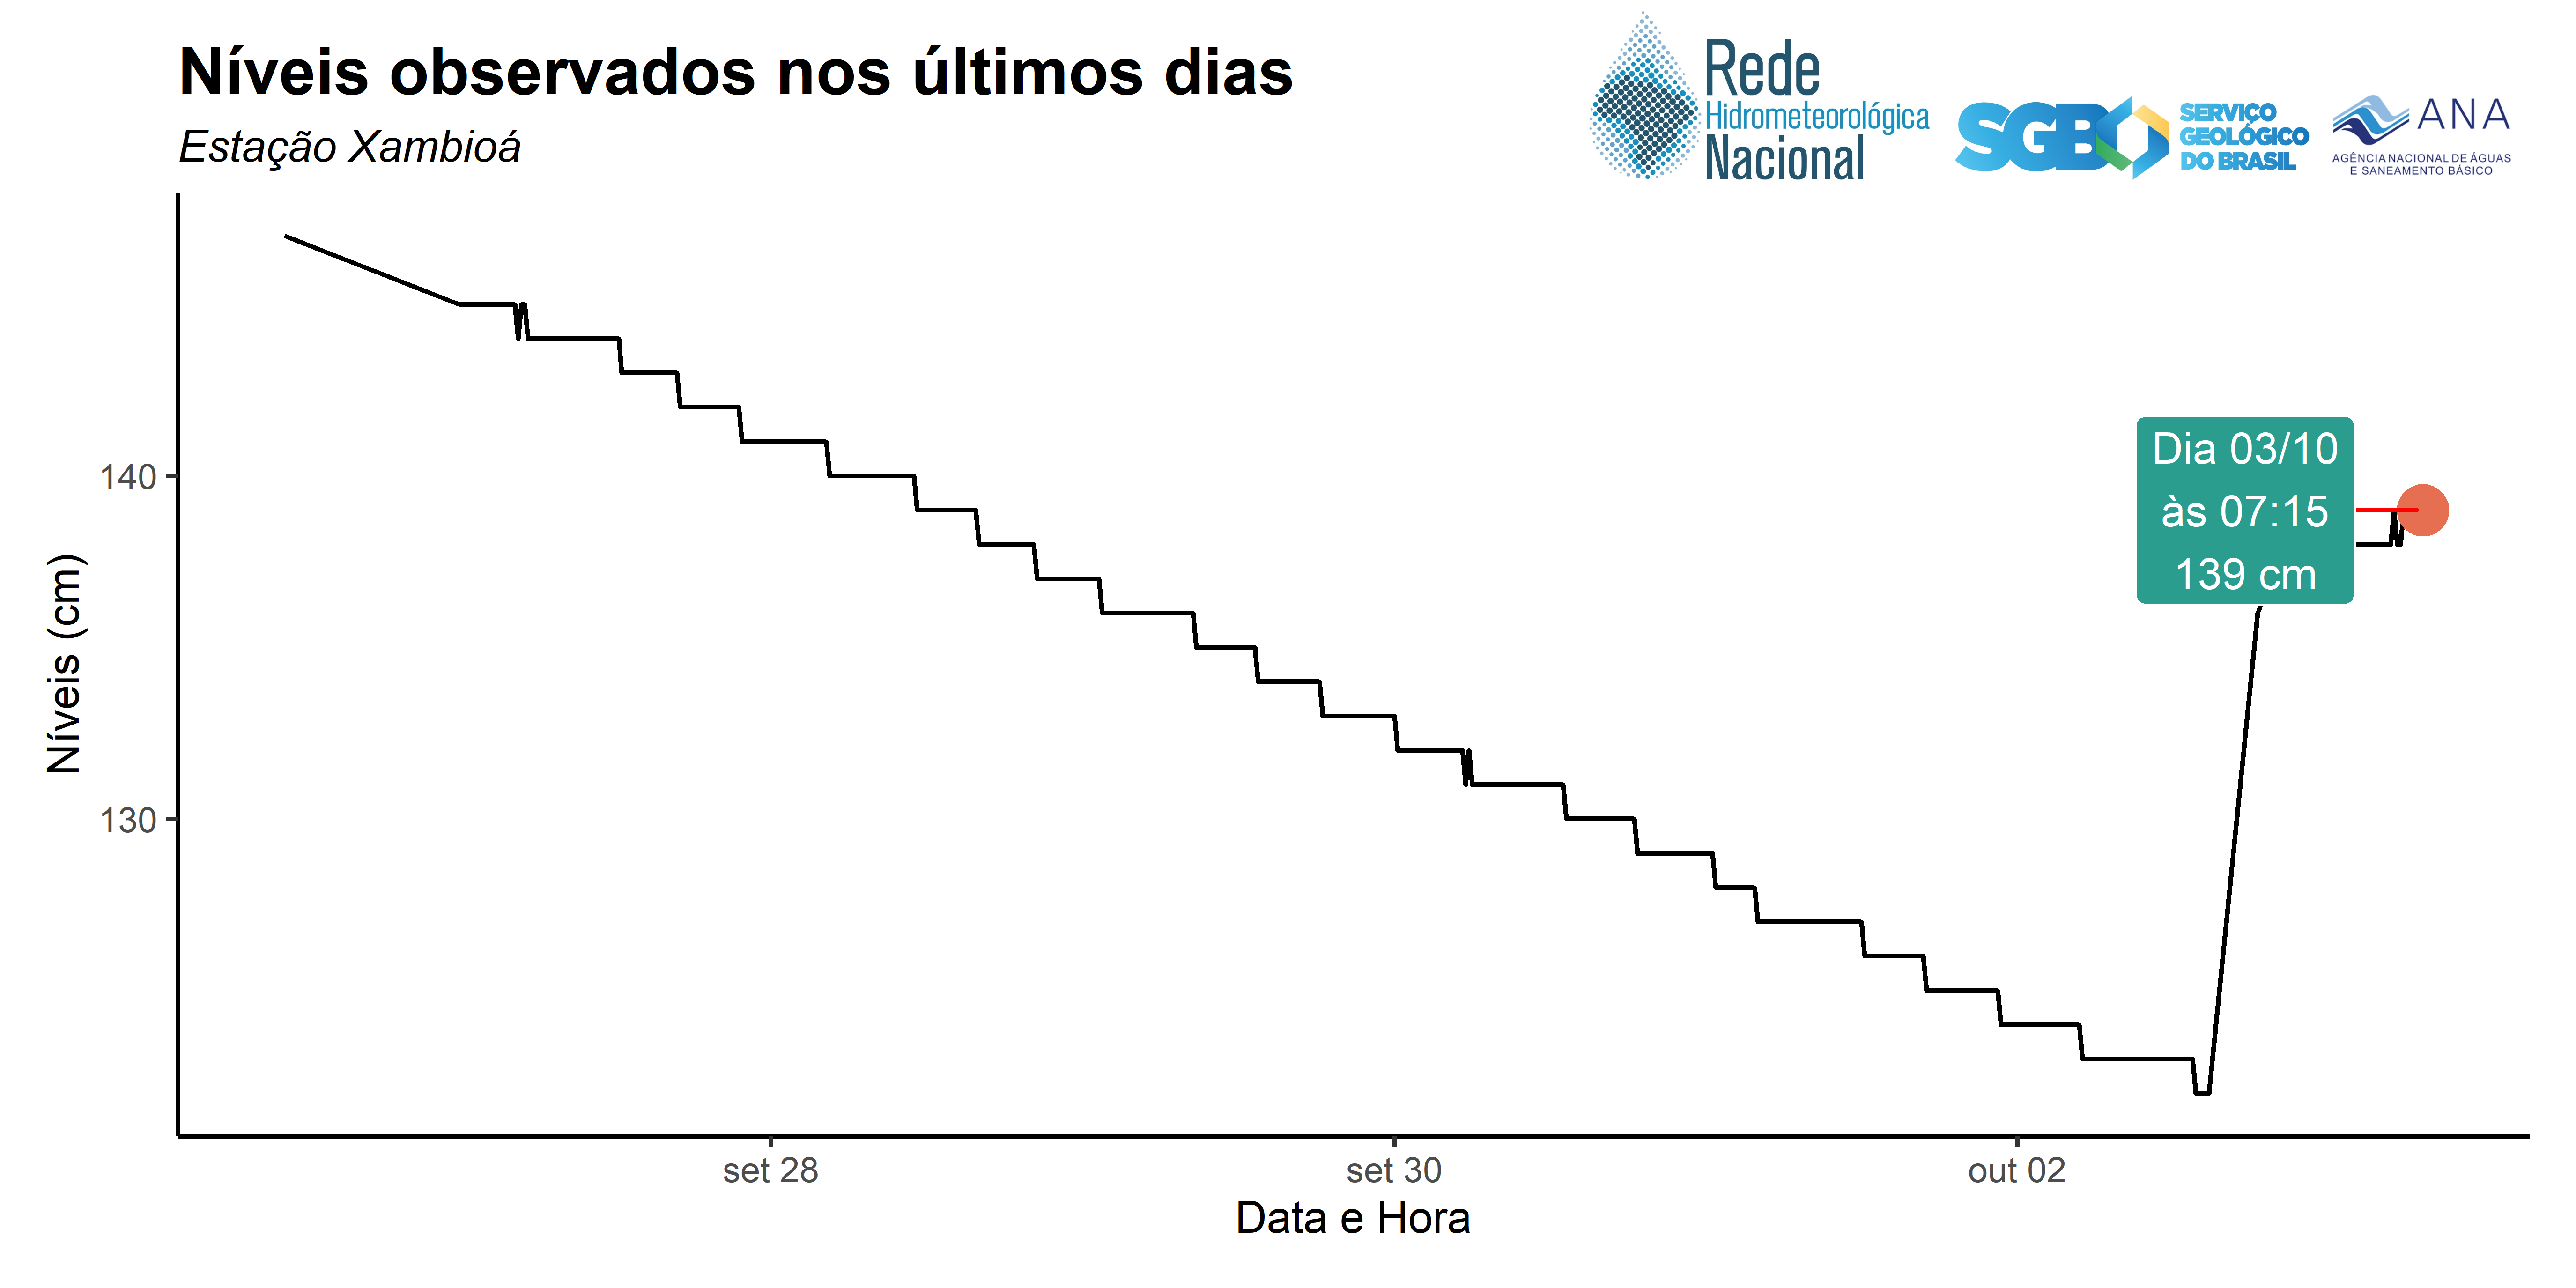 Níveis observados nos últimos dias
Estação Xambioá
Rede
Hidrometeorológica
Nacional
SGB
SERVIÇO
GEOLÓGICO
DO BRASIL
ANA
AGÊNCIA NACIONAL DE ÁGUAS
E SANEAMENTO BÁSICO
Níveis (cm)
140
130
Dia 03/10
às 07:15
139 cm
set 28
set 30
out 02
Data e Hora